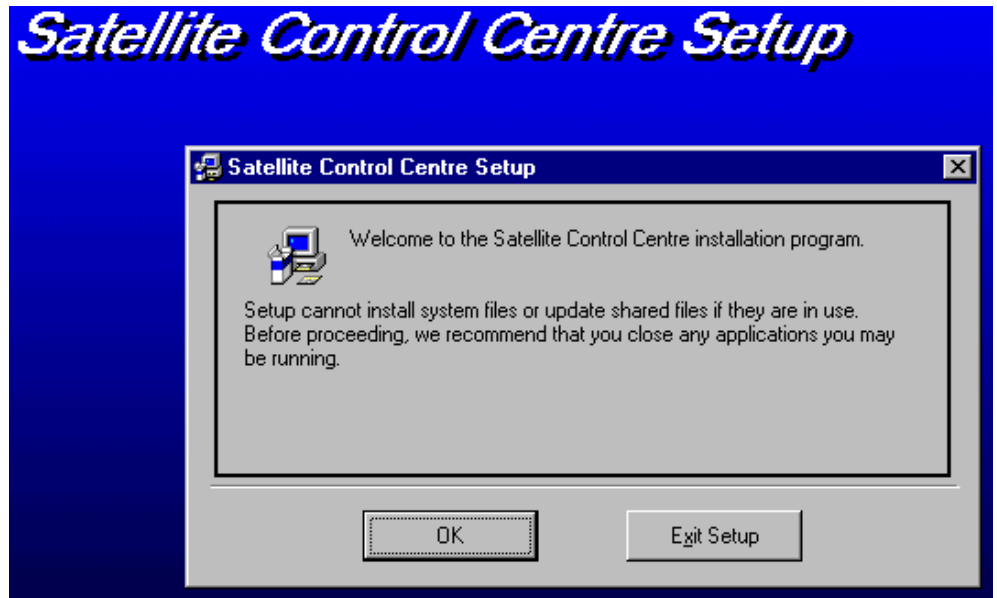 Satellite Control Centre Setup
Satellite Control Centre Setup
Welcome to the Satellite Control Centre installation program.
Setup cannot install system files or update shared files if they are in use.
Before proceeding, we recommend that you close any applications you may
be running.
OK
Exit Setup